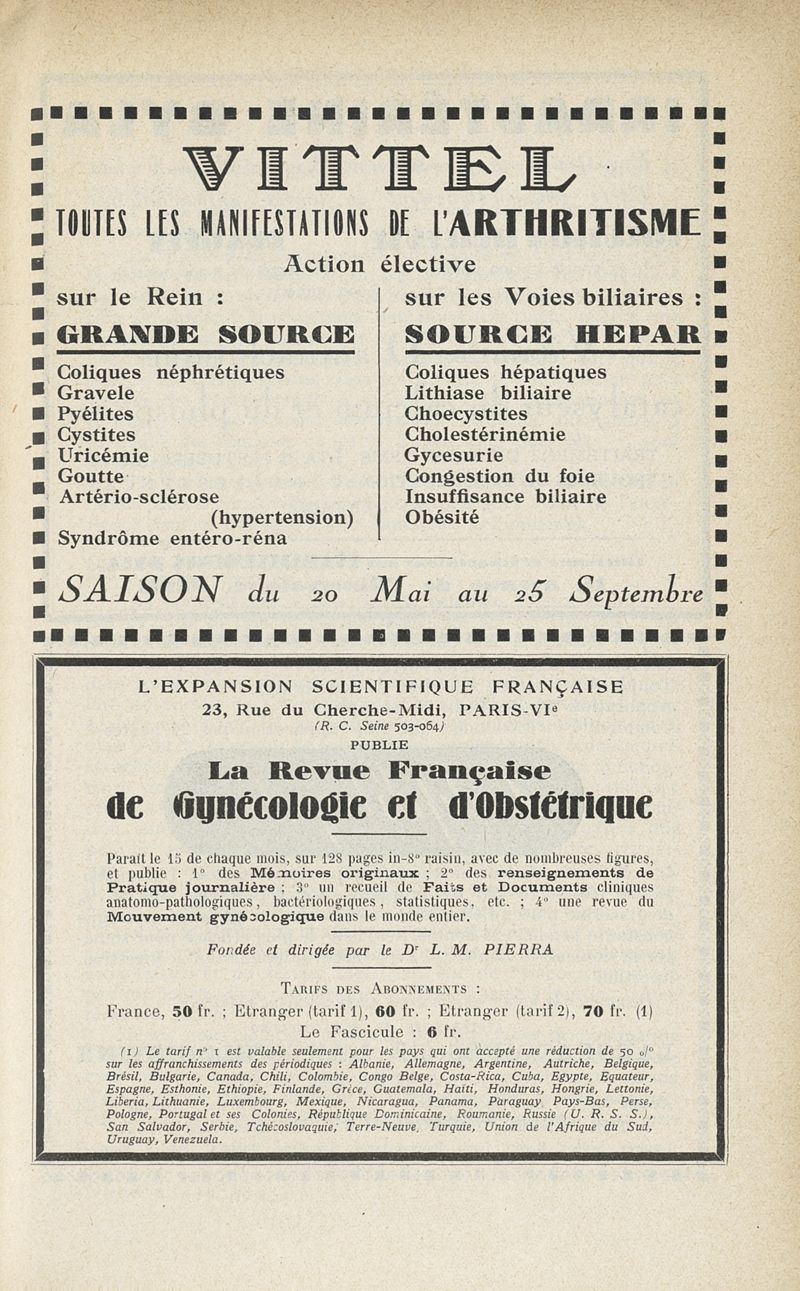 VITTEL
TOUTES LES MANIFESTATIONS DE L'ARTHRITISME
Action élective
sur le Rein :
GRANDE SOURCE
Coliques néphrétiques
Gravele
Pyélites
Cystites
Uricémie
Goutte
Artério-sclérose
(hypertension)
Syndrôme entéro-réna
sur les Voies biliaires :
SOURCE HEPAR
Coliques hépatiques
Lithiase biliaire
Choecystites
Cholestérinémie
Gycesurie
Congestion du foie
Insuffisance biliaire
Obésité
SAISON du 20 Mai au 25 Septembre
L'EXPANSION SCIENTIFIQUE FRANÇAISE
23, Rue du Cherche-Midi, PARIS-VIe
(R. C. Seine 503-064)
PUBLIE
La Revue Française
de Gynécologie et d'Obstétrique
Paraît le 15 de chaque mois, sur 128 pages in-8° raisin, avec de nombreuses figures,
et publie : 1° des Mémoires originaux ; 2° des renseignements de
Pratique journalière ; 3° un recueil de Faits et Documents cliniques
anatomo-pathologiques, bactériologiques, statistiques, etc. ; 4° une revue du
Mouvement gynécologique dans le monde entier.
Fondée et dirigée par le Dr L. M. PIERRA
TARIFS DES ABONNEMENTS :
France, 50 fr. ; Etranger (tarif 1), 60 fr. ; Etranger (tarif 2), 70 fr. (1)
Le Fascicule : 6 fr.
(1) Le tarif n° 1 est valable seulement pour les pays qui ont accepté une réduction de 50 o/o
sur les affranchissements des périodiques : Albanie, Allemagne, Argentine, Autriche, Belgique,
Brésil, Bulgarie, Canada, Chili, Colombie, Congo Belge, Costa-Rica, Cuba, Egypte, Equateur,
Espagne, Esthonie, Ethiopie, Finlande, Grèce, Guatemala, Haïti, Honduras, Hongrie, Lettonie,
Liberia, Lithuanie, Luxembourg, Mexique, Nicaragua, Panama, Paraguay, Pays-Bas, Perse,
Pologne, Portugal et ses Colonies, République Dominicaine, Roumanie, Russie (U. R. S. S.),
San Salvador, Serbie, Tchécoslovaquie, Terre-Neuve, Turquie, Union de l'Afrique du Sud,
Uruguay, Venezuela.